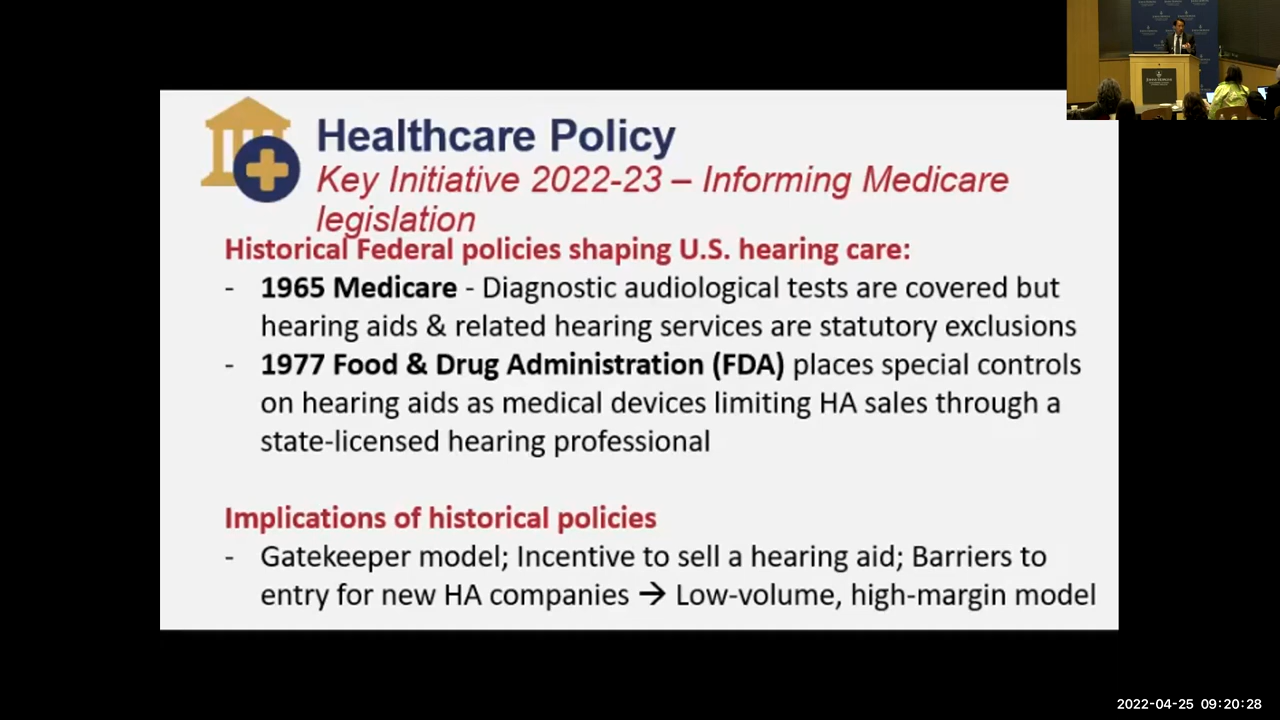 Healthcare Policy
Key Initiative 2022-23 – Informing Medicare
legislation
Historical Federal policies shaping U.S. hearing care:
- 1965 Medicare - Diagnostic audiological tests are covered but
hearing aids & related hearing services are statutory exclusions
- 1977 Food & Drug Administration (FDA) places special controls
on hearing aids as medical devices limiting HA sales through a
state-licensed hearing professional
Implications of historical policies
- Gatekeeper model; Incentive to sell a hearing aid; Barriers to
entry for new HA companies → Low-volume, high-margin model
2022-04-25 09:20:28